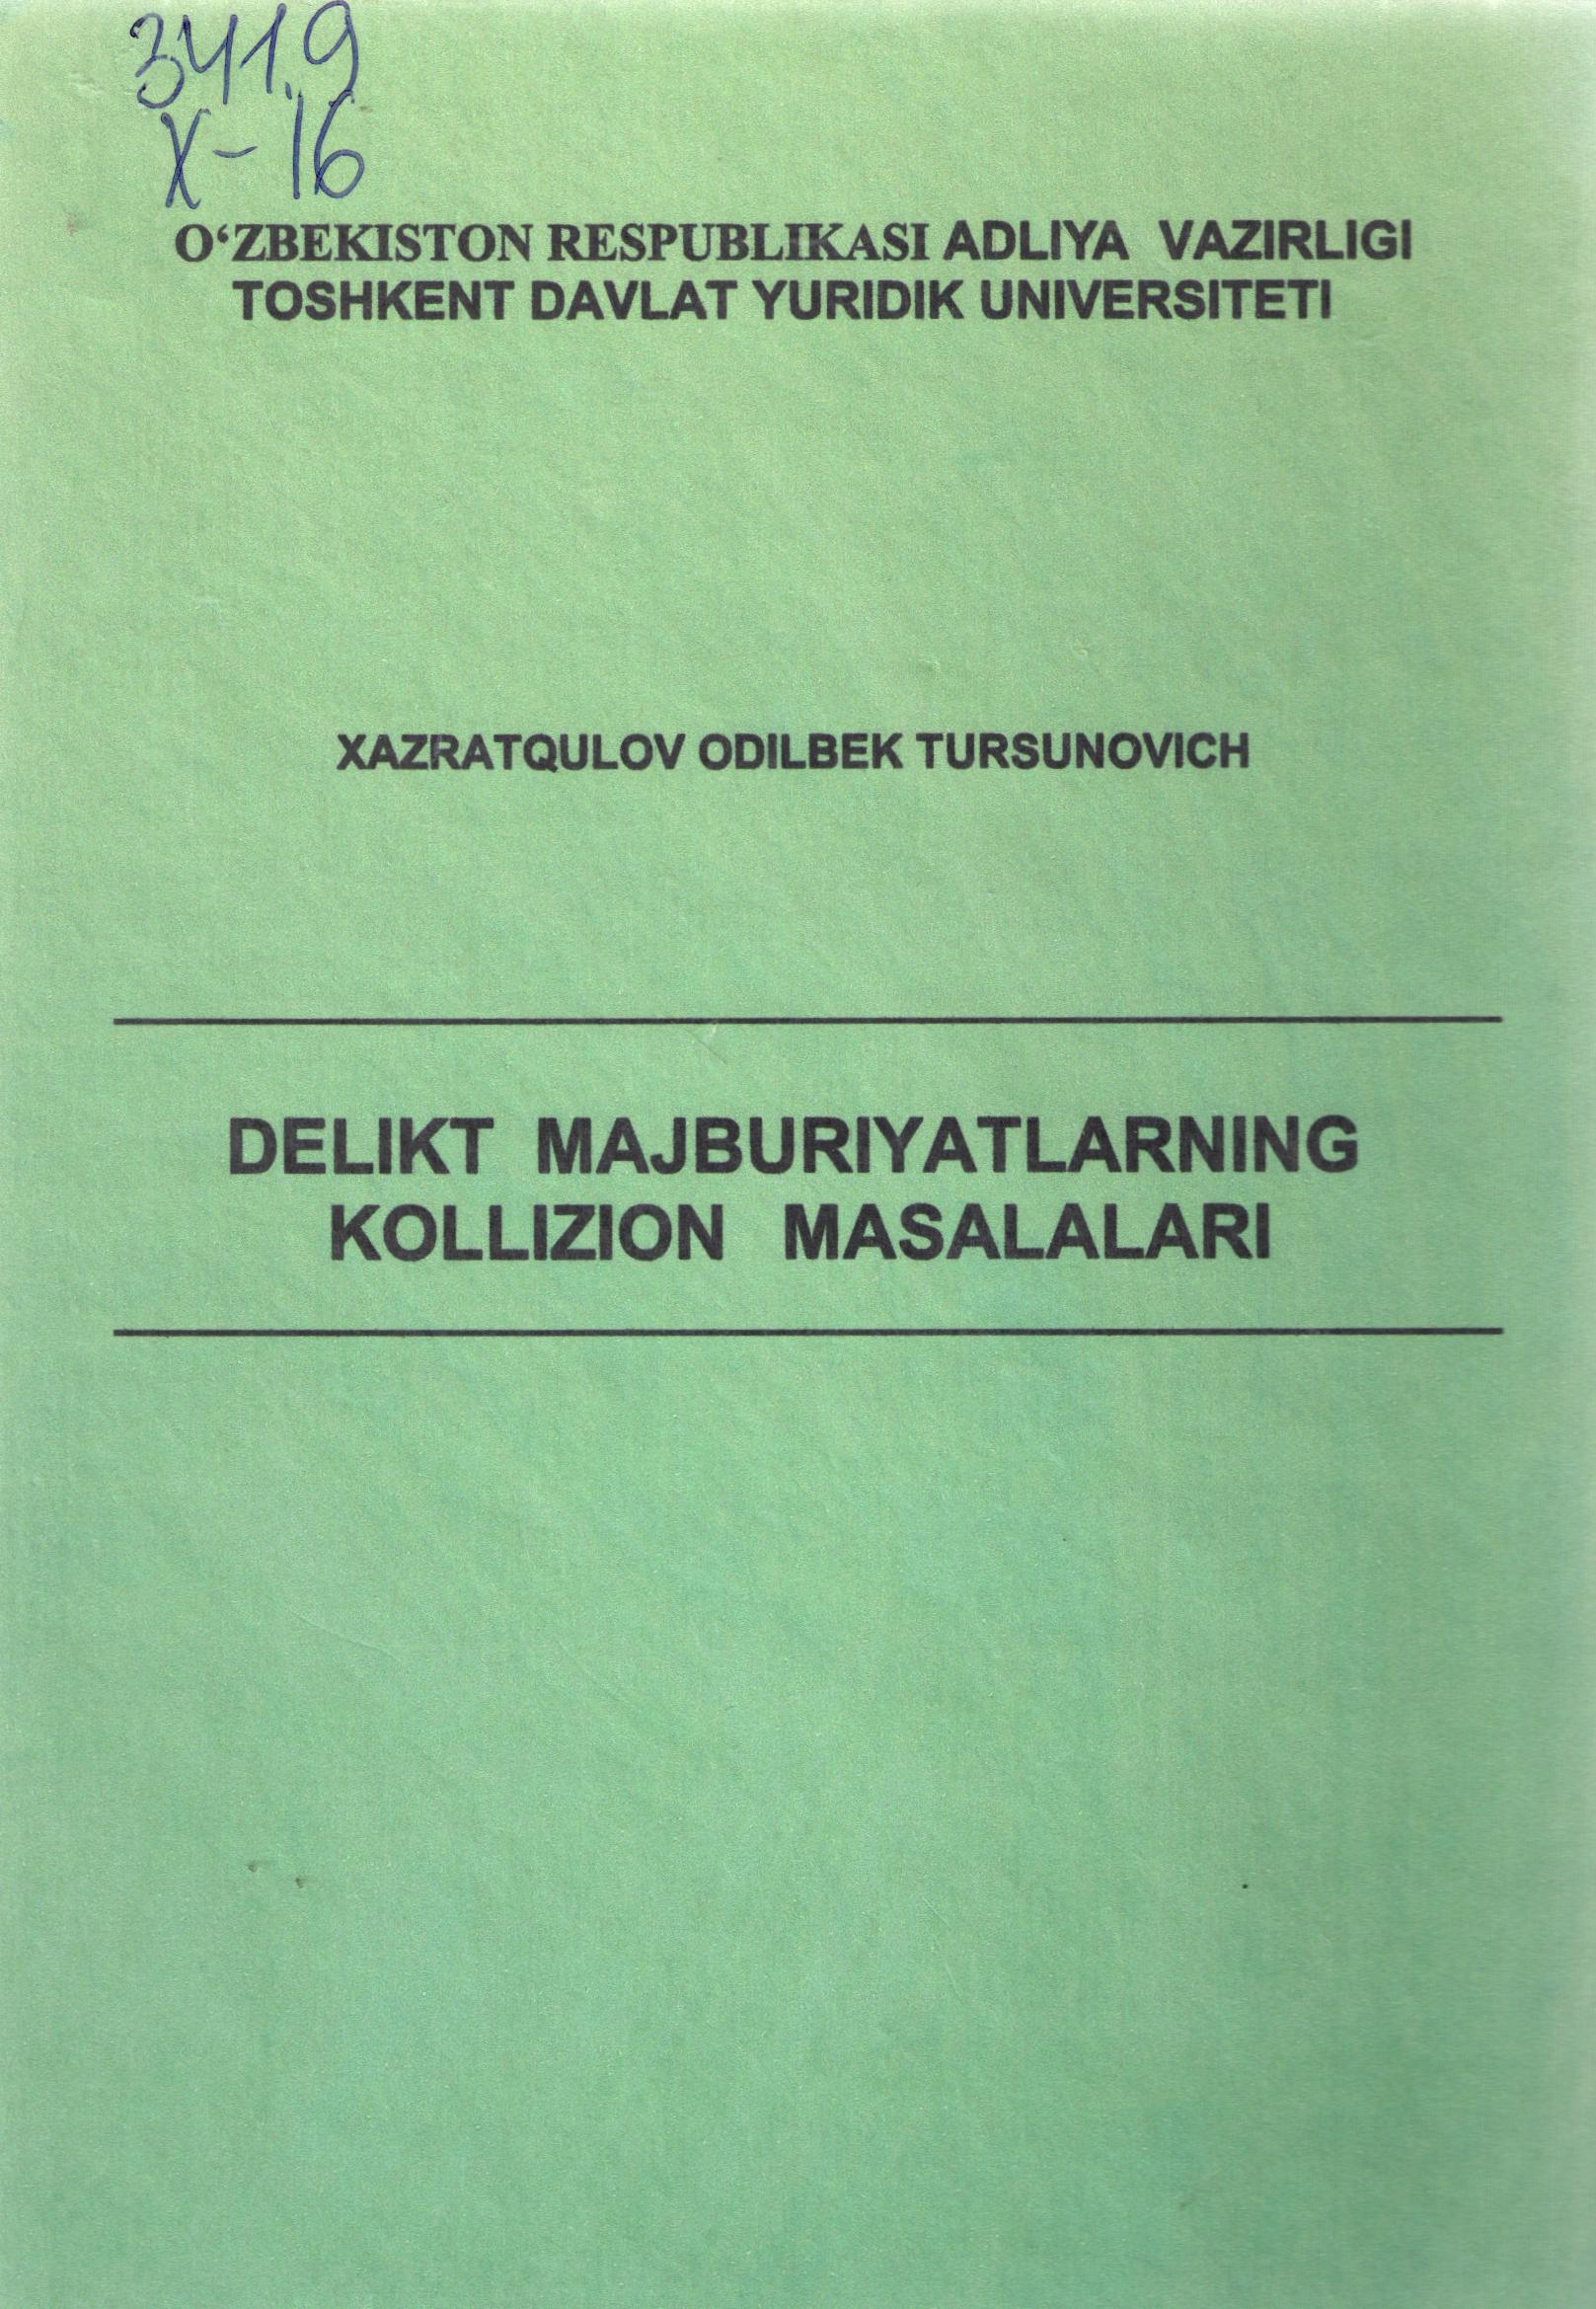 341.9
X-16
O‘ZBEKISTON RESPUBLIKASI ADLIYA VAZIRLIGI
TOSHKENT DAVLAT YURIDIK UNIVERSITETI
XAZRATQULOV ODILBEK TURSUNOVICH
DELIKT MAJBURIYATLARNING
KOLLIZION MASALALARI